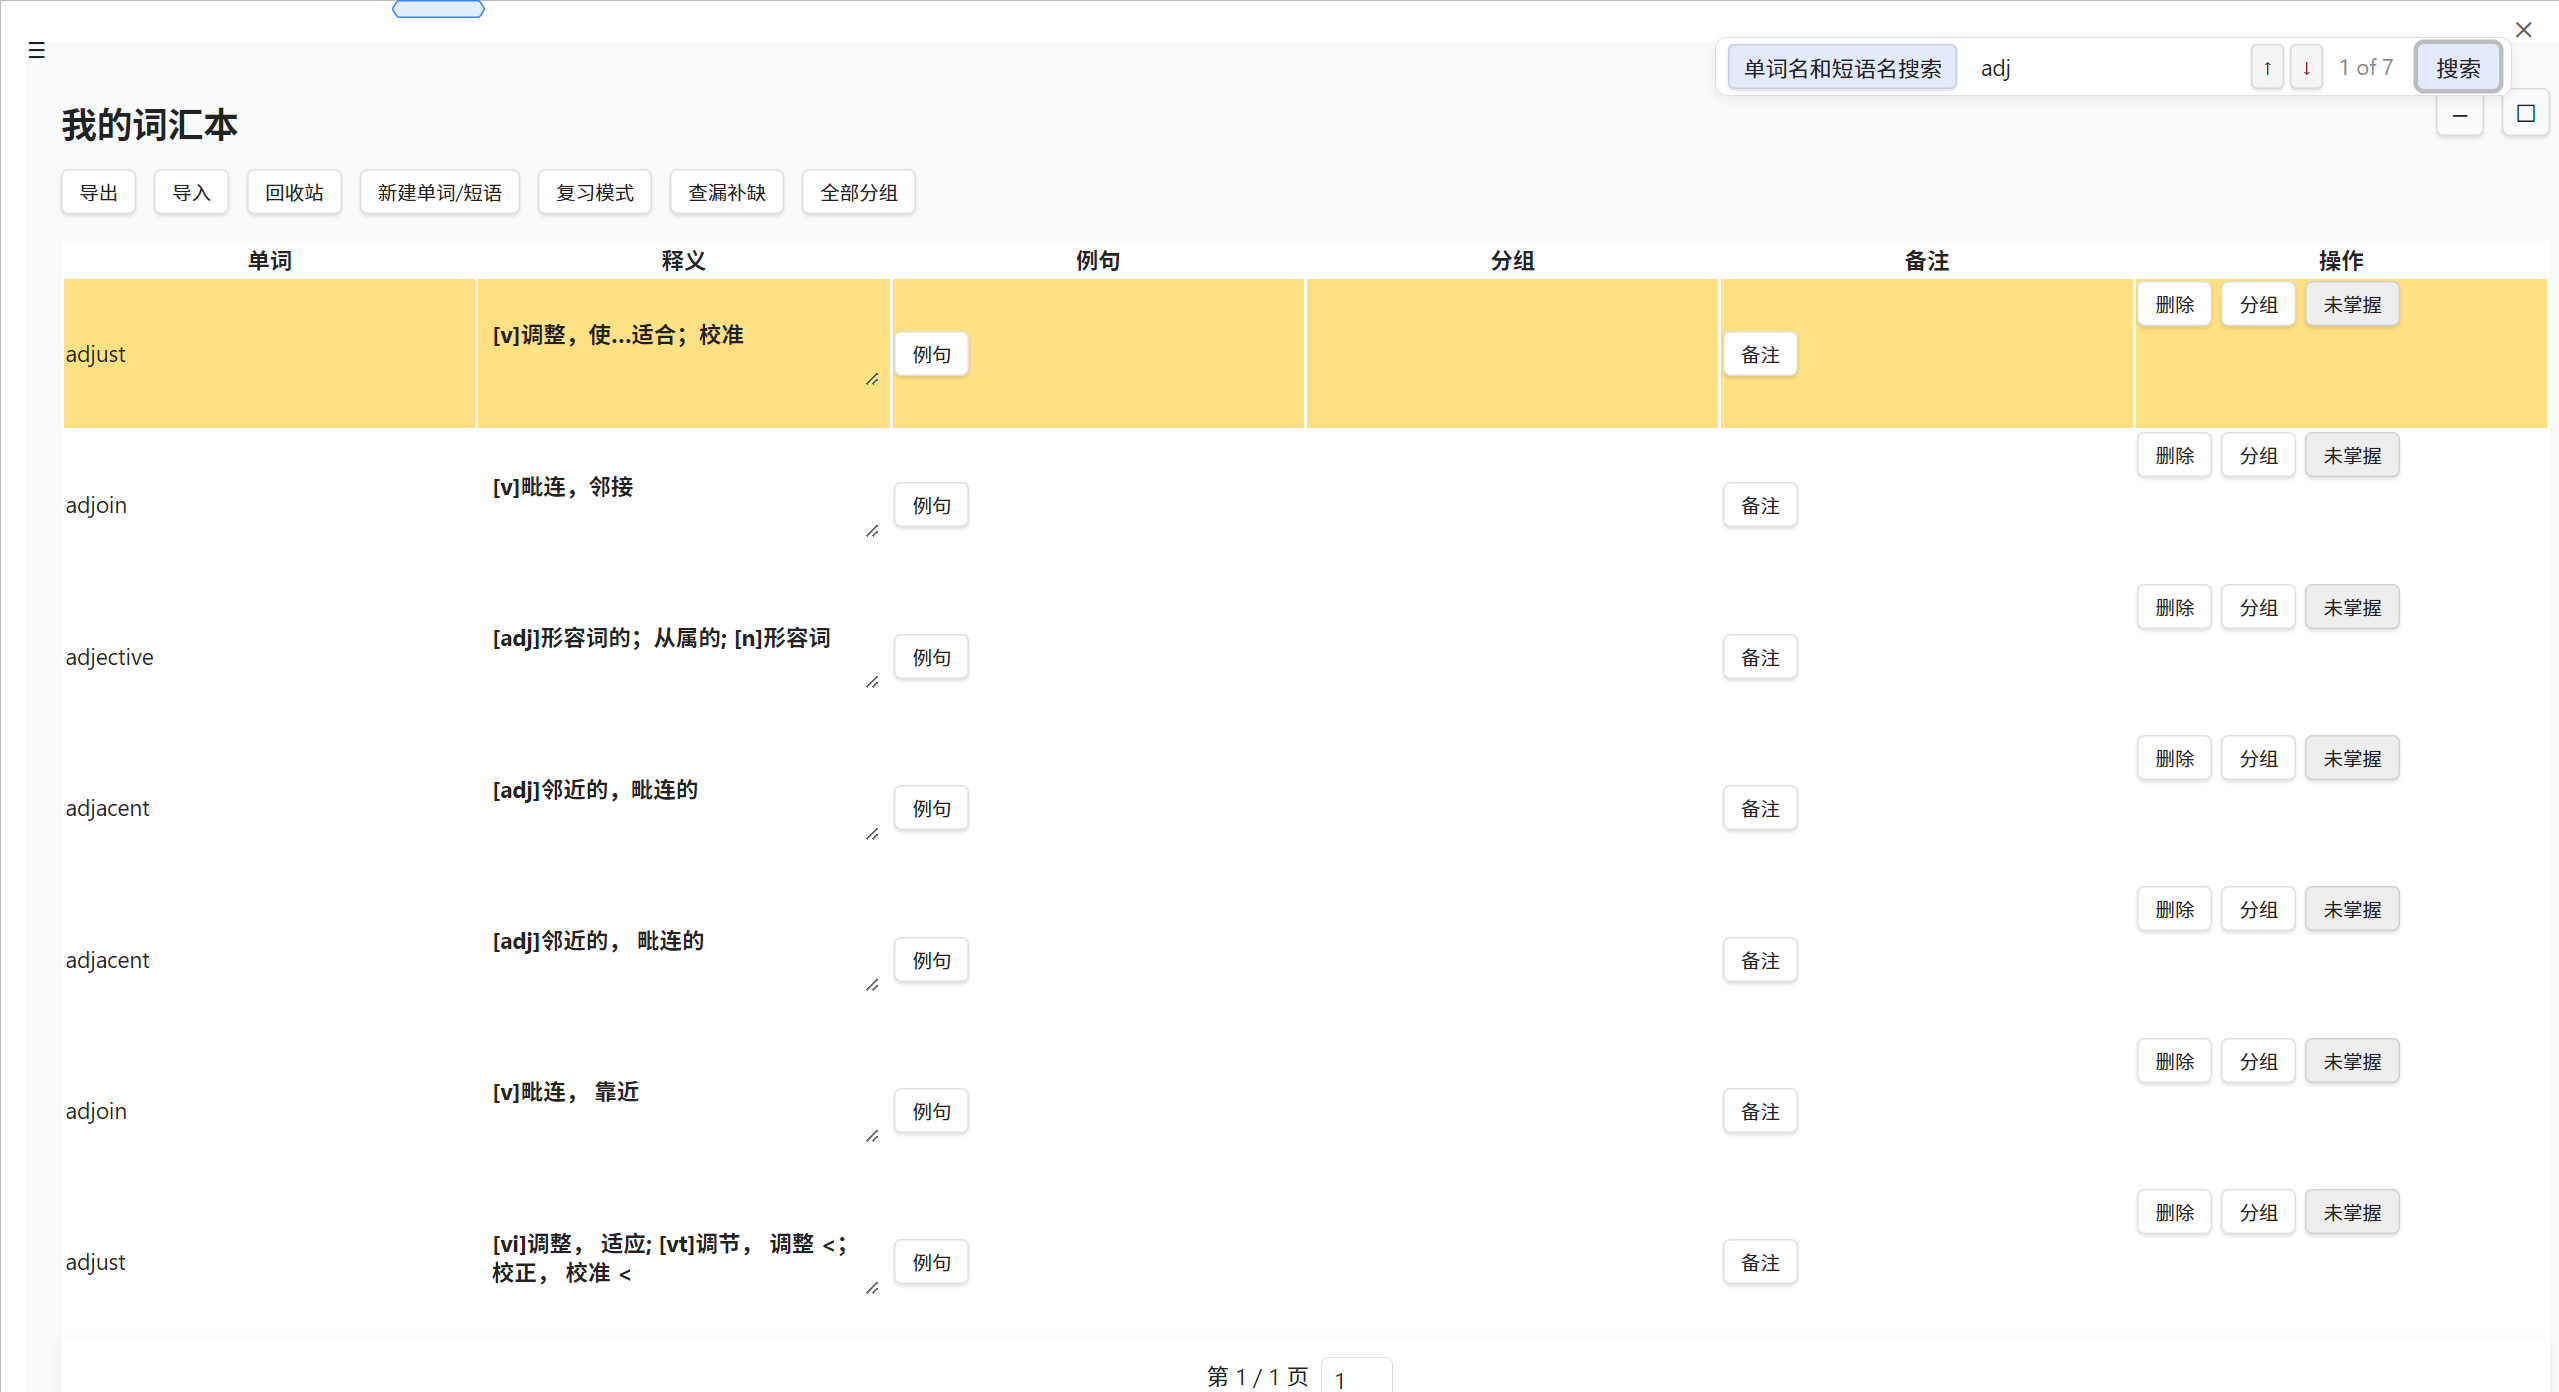 ☰
×
单词名和短语名搜索 adj ↑ ↓ 1 of 7 搜索
我的词汇本
导出 导入 回收站 新建单词/短语 复习模式 查漏补缺 全部分组
单词 释义 例句 分组 备注 操作
adjust [v]调整，使...适合；校准 例句 备注 删除 分组 未掌握
adjoin [v]毗连，邻接 例句 备注 删除 分组 未掌握
adjective [adj]形容词的；从属的; [n]形容词 例句 备注 删除 分组 未掌握
adjacent [adj]邻近的，毗连的 例句 备注 删除 分组 未掌握
adjacent [adj]邻近的， 毗连的 例句 备注 删除 分组 未掌握
adjoin [v]毗连， 靠近 例句 备注 删除 分组 未掌握
adjust [vi]调整， 适应; [vt]调节， 调整 <；
校正， 校准 < 例句 备注 删除 分组 未掌握
第 1 / 1 页 1